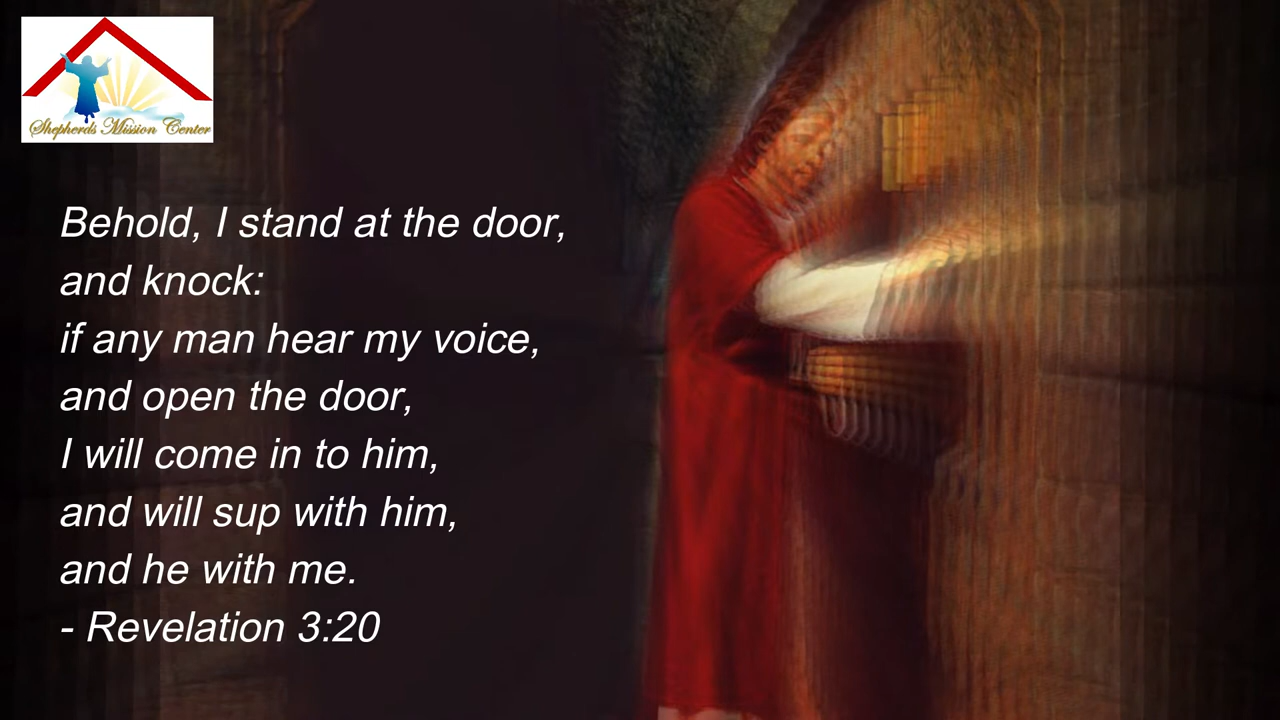 Shepherds Mission Center
Behold, I stand at the door,
and knock:
if any man hear my voice,
and open the door,
I will come in to him,
and will sup with him,
and he with me.
- Revelation 3:20